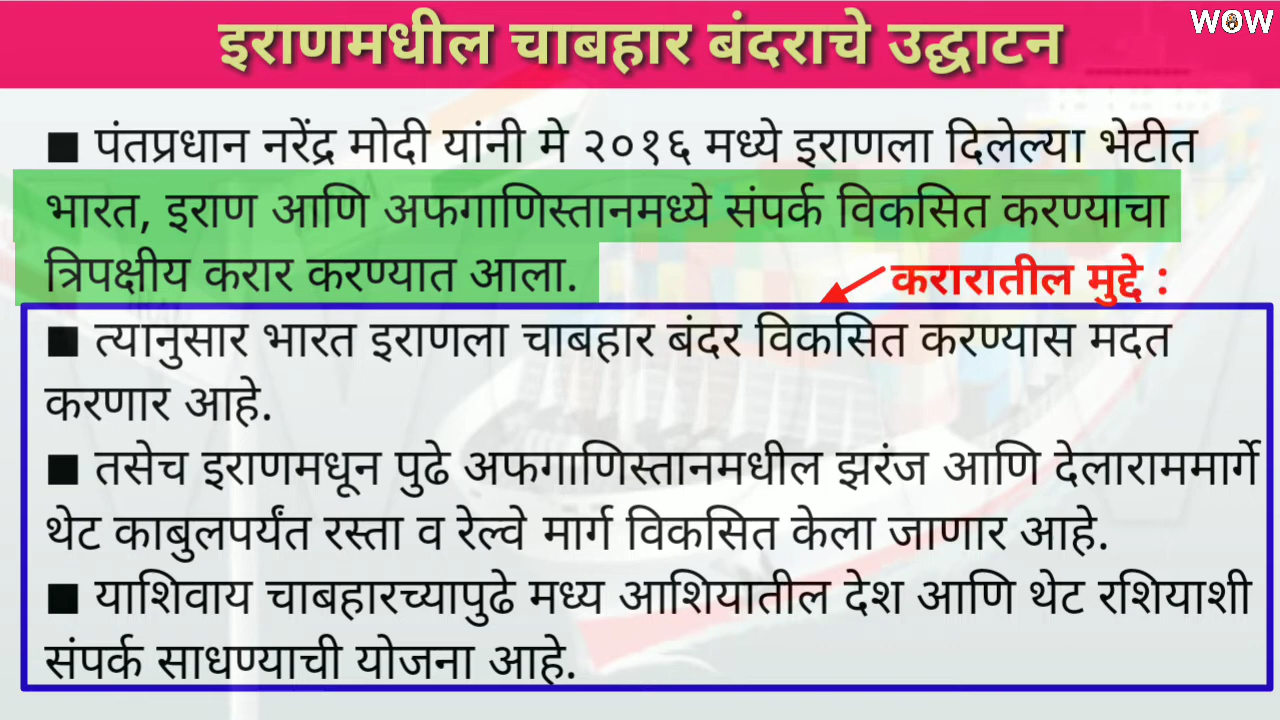 WOW
इराणमधील चाबहार बंदराचे उद्घाटन
■ पंतप्रधान नरेंद्र मोदी यांनी मे २०१६ मध्ये इराणला दिलेल्या भेटीत
भारत, इराण आणि अफगाणिस्तानमध्ये संपर्क विकसित करण्याचा
त्रिपक्षीय करार करण्यात आला.
करारातील मुद्दे :
■ त्यानुसार भारत इराणला चाबहार बंदर विकसित करण्यास मदत
करणार आहे.
■ तसेच इराणमधून पुढे अफगाणिस्तानमधील झरंज आणि देलाराममार्गे
थेट काबुलपर्यंत रस्ता व रेल्वे मार्ग विकसित केला जाणार आहे.
■ याशिवाय चाबहारच्यापुढे मध्य आशियातील देश आणि थेट रशियाशी
संपर्क साधण्याची योजना आहे.